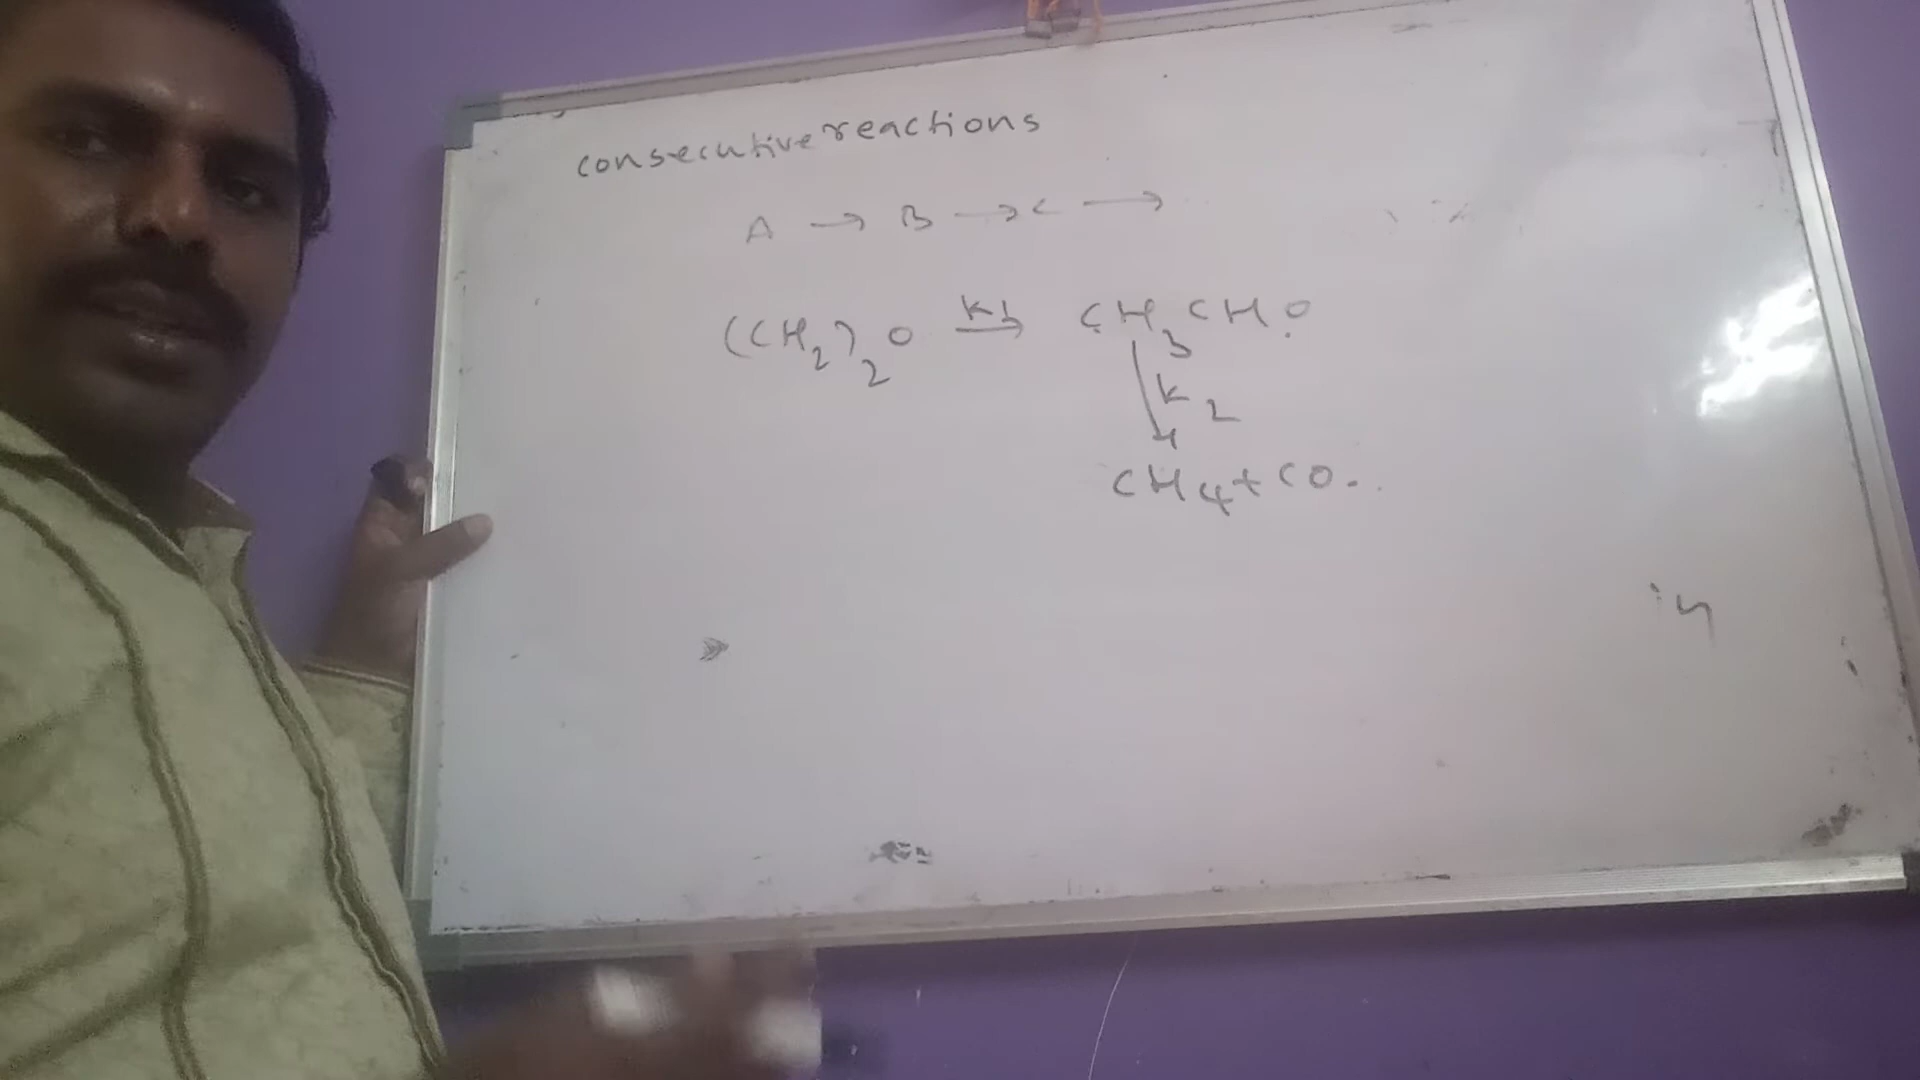 consecutive reactions
A → B → C →
(CH₂)₂O —k₁→ CH₃CHO
↓ k₂
CH₄ + CO.